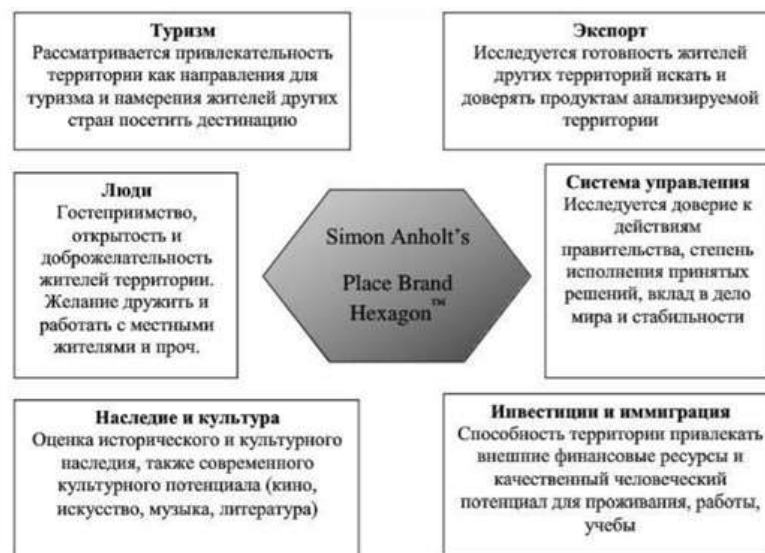 Туризм
Рассматривается привлекательность
территории как направления для
туризма и намерения жителей других
стран посетить дестинацию
Экспорт
Исследуется готовность жителей
других территорий искать и
доверять продуктам анализируемой
территории
Люди
Гостеприимство,
открытость и
доброжелательность
жителей территории.
Желание дружить и
работать с местными
жителями и проч.
Simon Anholt's
Place Brand
Hexagon™
Система управления
Исследуется доверие к
действиям
правительства, степень
исполнения принятых
решений, вклад в дело
мира и стабильности
Наследие и культура
Оценка исторического и культурного
наследия, также современного
культурного потенциала (кино,
искусство, музыка, литература)
Инвестиции и иммиграция
Способность территории привлекать
внешние финансовые ресурсы и
качественный человеческий
потенциал для проживания, работы,
учебы